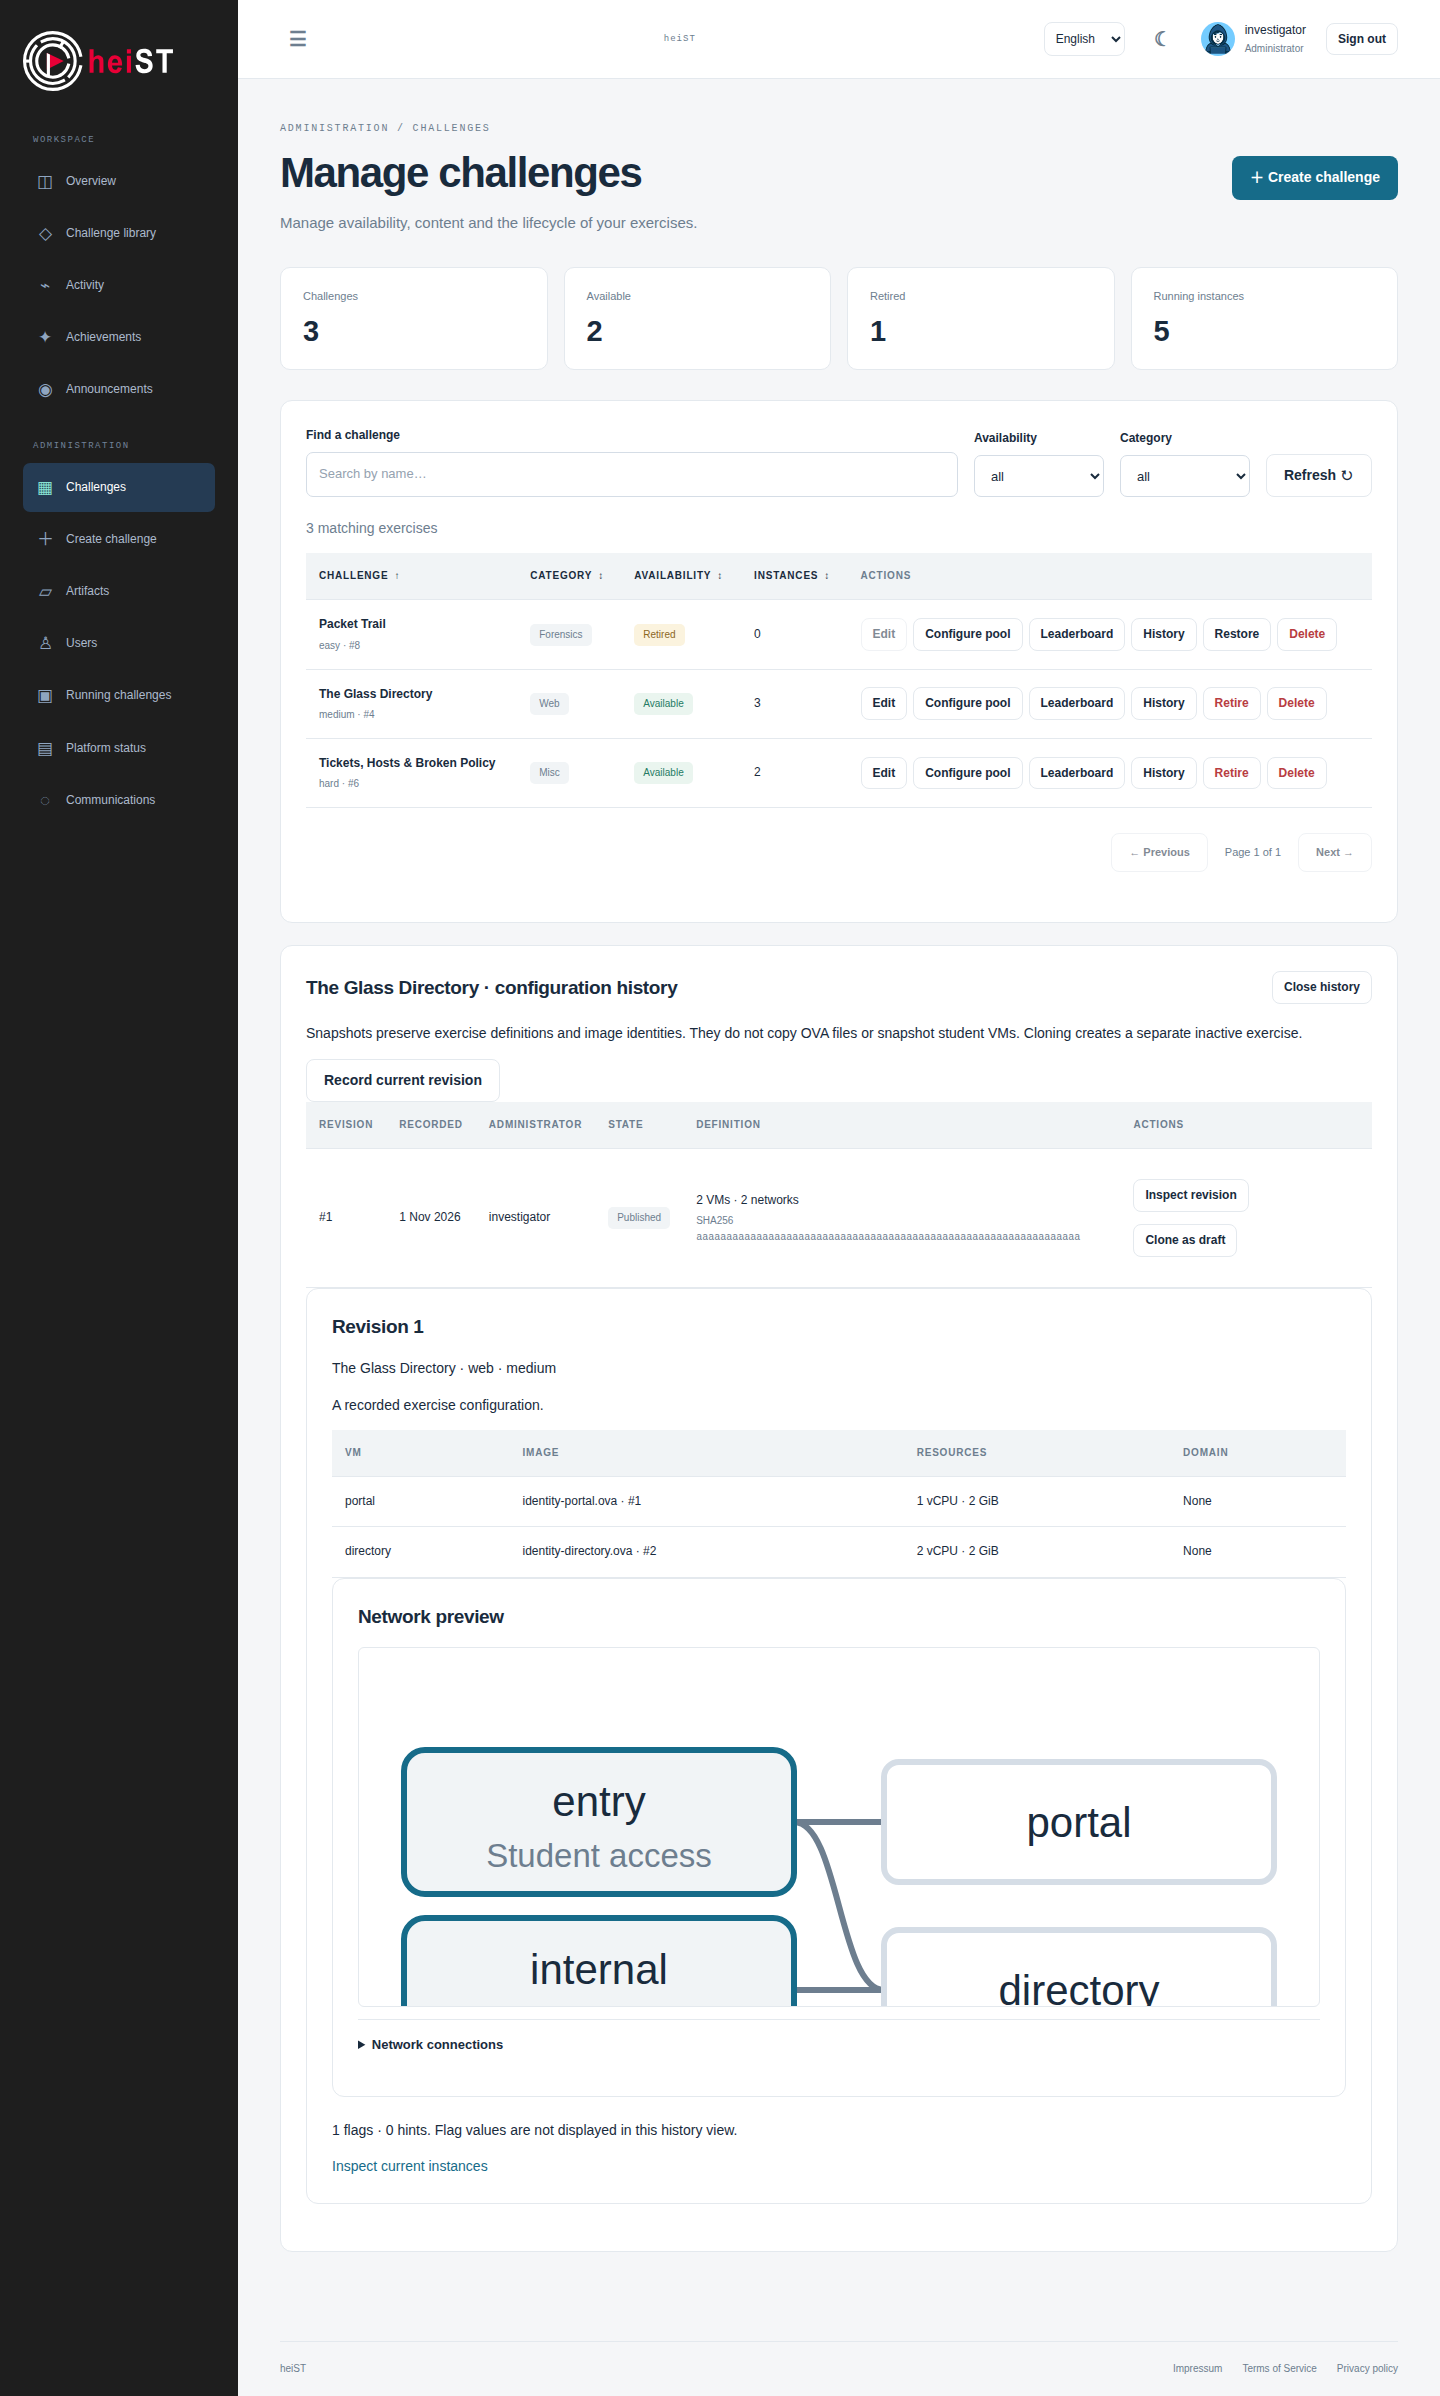 heiST
WORKSPACE
Overview
Challenge library
Activity
Achievements
Announcements
ADMINISTRATION
Challenges
Create challenge
Artifacts
Users
Running challenges
Platform status
Communications
heiST
English
investigator
Administrator
Sign out
ADMINISTRATION / CHALLENGES
Manage challenges
+ Create challenge
Manage availability, content and the lifecycle of your exercises.
Challenges
3
Available
2
Retired
1
Running instances
5
Find a challenge
Search by name…
Availability
all
Category
all
Refresh ↻
3 matching exercises
CHALLENGE ↑ CATEGORY ↕ AVAILABILITY ↕ INSTANCES ↕ ACTIONS
Packet Trail
easy · #8
Forensics Retired 0 Edit Configure pool Leaderboard History Restore Delete
The Glass Directory
medium · #4
Web Available 3 Edit Configure pool Leaderboard History Retire Delete
Tickets, Hosts & Broken Policy
hard · #6
Misc Available 2 Edit Configure pool Leaderboard History Retire Delete
← Previous Page 1 of 1 Next →
The Glass Directory · configuration history
Close history
Snapshots preserve exercise definitions and image identities. They do not copy OVA files or snapshot student VMs. Cloning creates a separate inactive exercise.
Record current revision
REVISION RECORDED ADMINISTRATOR STATE DEFINITION ACTIONS
#1 1 Nov 2026 investigator Published
2 VMs · 2 networks
SHA256
aaaaaaaaaaaaaaaaaaaaaaaaaaaaaaaaaaaaaaaaaaaaaaaaaaaaaaaaaaaaaaaa
Inspect revision
Clone as draft
Revision 1
The Glass Directory · web · medium
A recorded exercise configuration.
VM IMAGE RESOURCES DOMAIN
portal identity-portal.ova · #1 1 vCPU · 2 GiB None
directory identity-directory.ova · #2 2 vCPU · 2 GiB None
Network preview
entry
Student access
portal
internal
directory
Network connections
1 flags · 0 hints. Flag values are not displayed in this history view.
Inspect current instances
heiST
Impressum Terms of Service Privacy policy